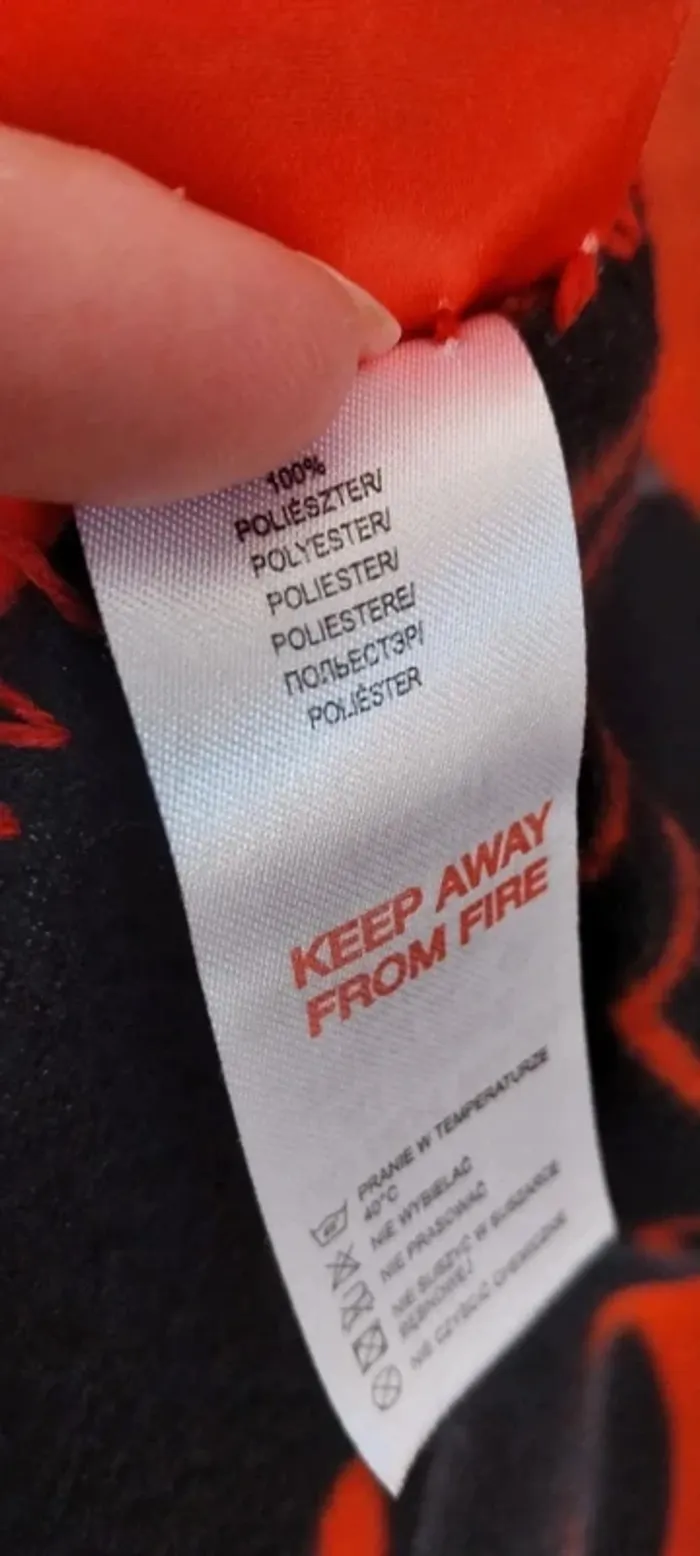 100%
POLIÉSZTER/
POLYESTER/
POLIESTER/
POLIESTERE/
ПОЛЬЕСТЭР/
POLIÉSTER
KEEP AWAY
FROM FIRE
PRANIE W TEMPERATURZE
40°C
NIE WYBIELAĆ
NIE PRASOWAĆ
NIE SUSZYĆ W SUSZARCE
BĘBNOWEJ
NIE CZYŚCIĆ CHEMICZNIE